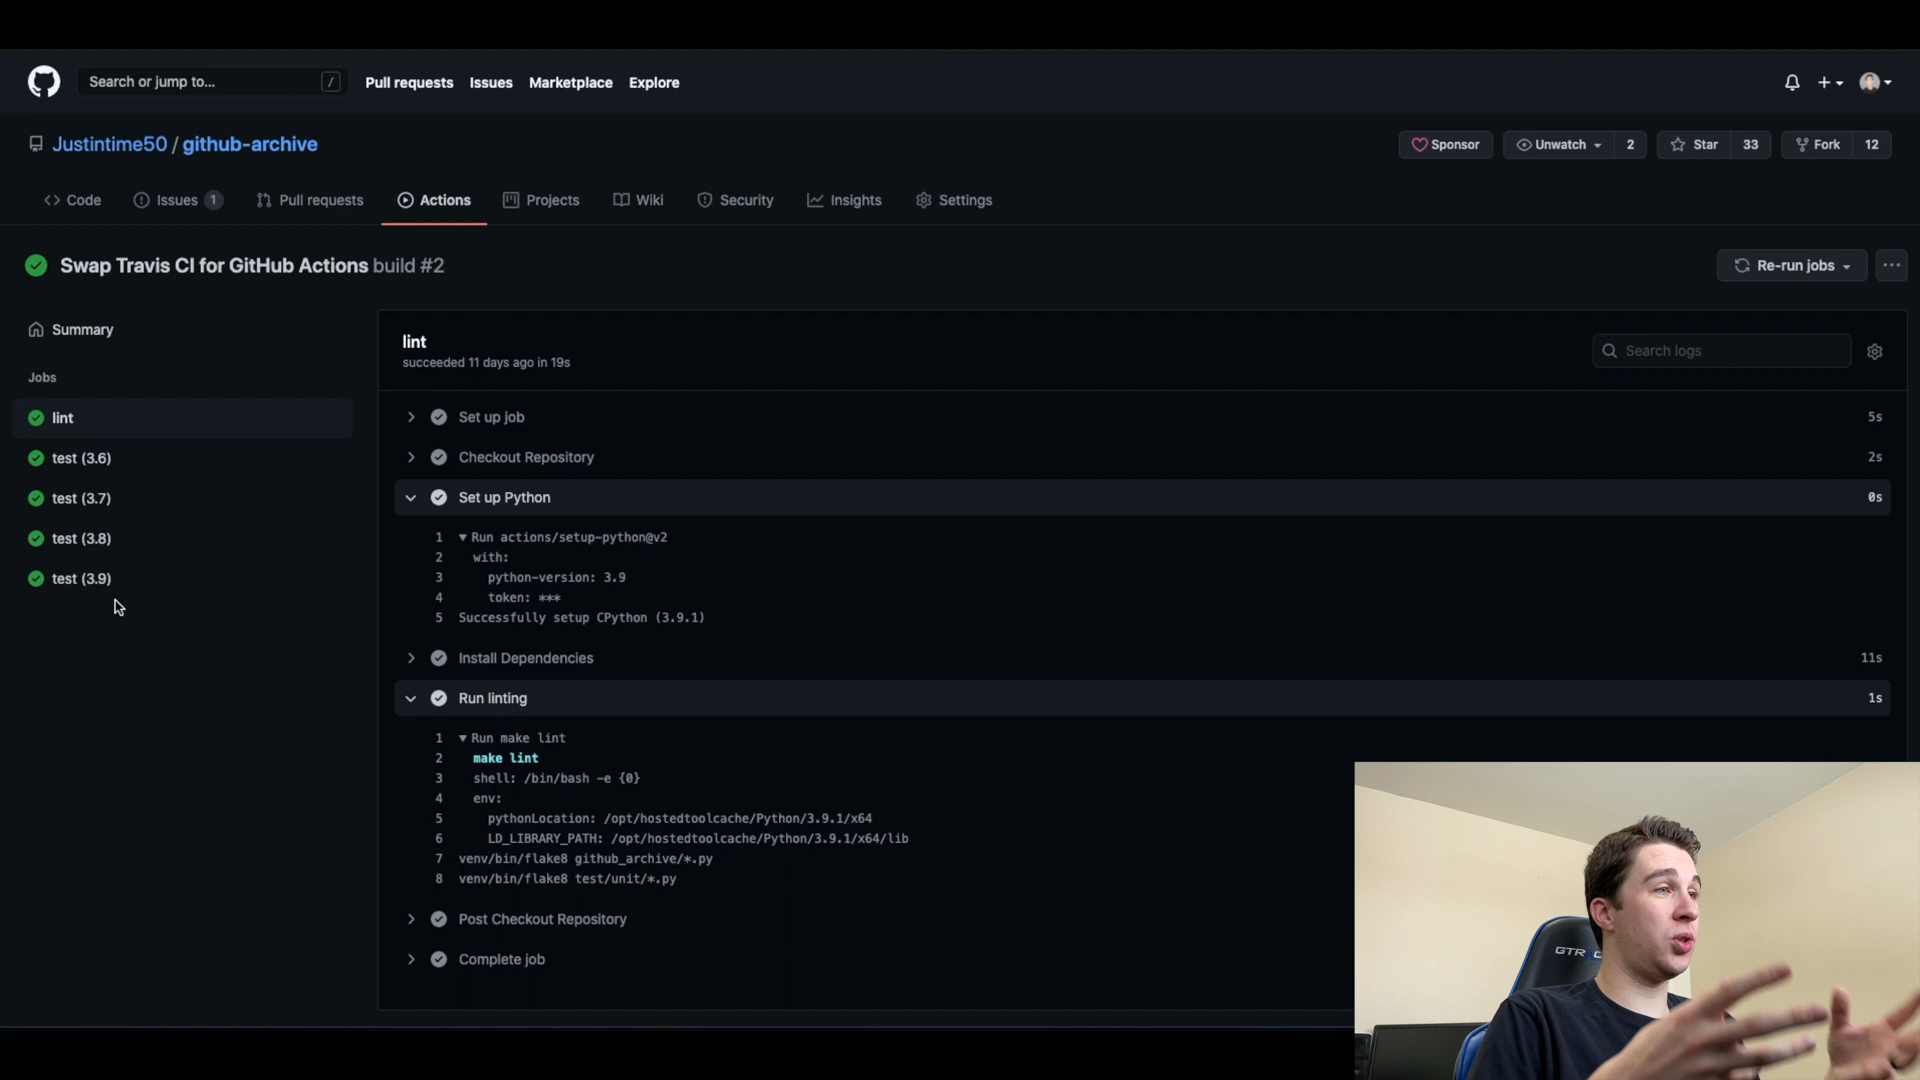 Search or jump to... /
Pull requests Issues Marketplace Explore
Justintime50 / github-archive
Sponsor Unwatch 2 Star 33 Fork 12
Code Issues 1 Pull requests Actions Projects Wiki Security Insights Settings
Swap Travis CI for GitHub Actions build #2
Re-run jobs
Summary
Jobs
lint
test (3.6)
test (3.7)
test (3.8)
test (3.9)
lint
succeeded 11 days ago in 19s
Search logs
Set up job 5s
Checkout Repository 2s
Set up Python 0s
1 Run actions/setup-python@v2
2 with:
3 python-version: 3.9
4 token: ***
5 Successfully setup CPython (3.9.1)
Install Dependencies 11s
Run linting 1s
1 Run make lint
2 make lint
3 shell: /bin/bash -e {0}
4 env:
5 pythonLocation: /opt/hostedtoolcache/Python/3.9.1/x64
6 LD_LIBRARY_PATH: /opt/hostedtoolcache/Python/3.9.1/x64/lib
7 venv/bin/flake8 github_archive/*.py
8 venv/bin/flake8 test/unit/*.py
Post Checkout Repository
Complete job
GTR